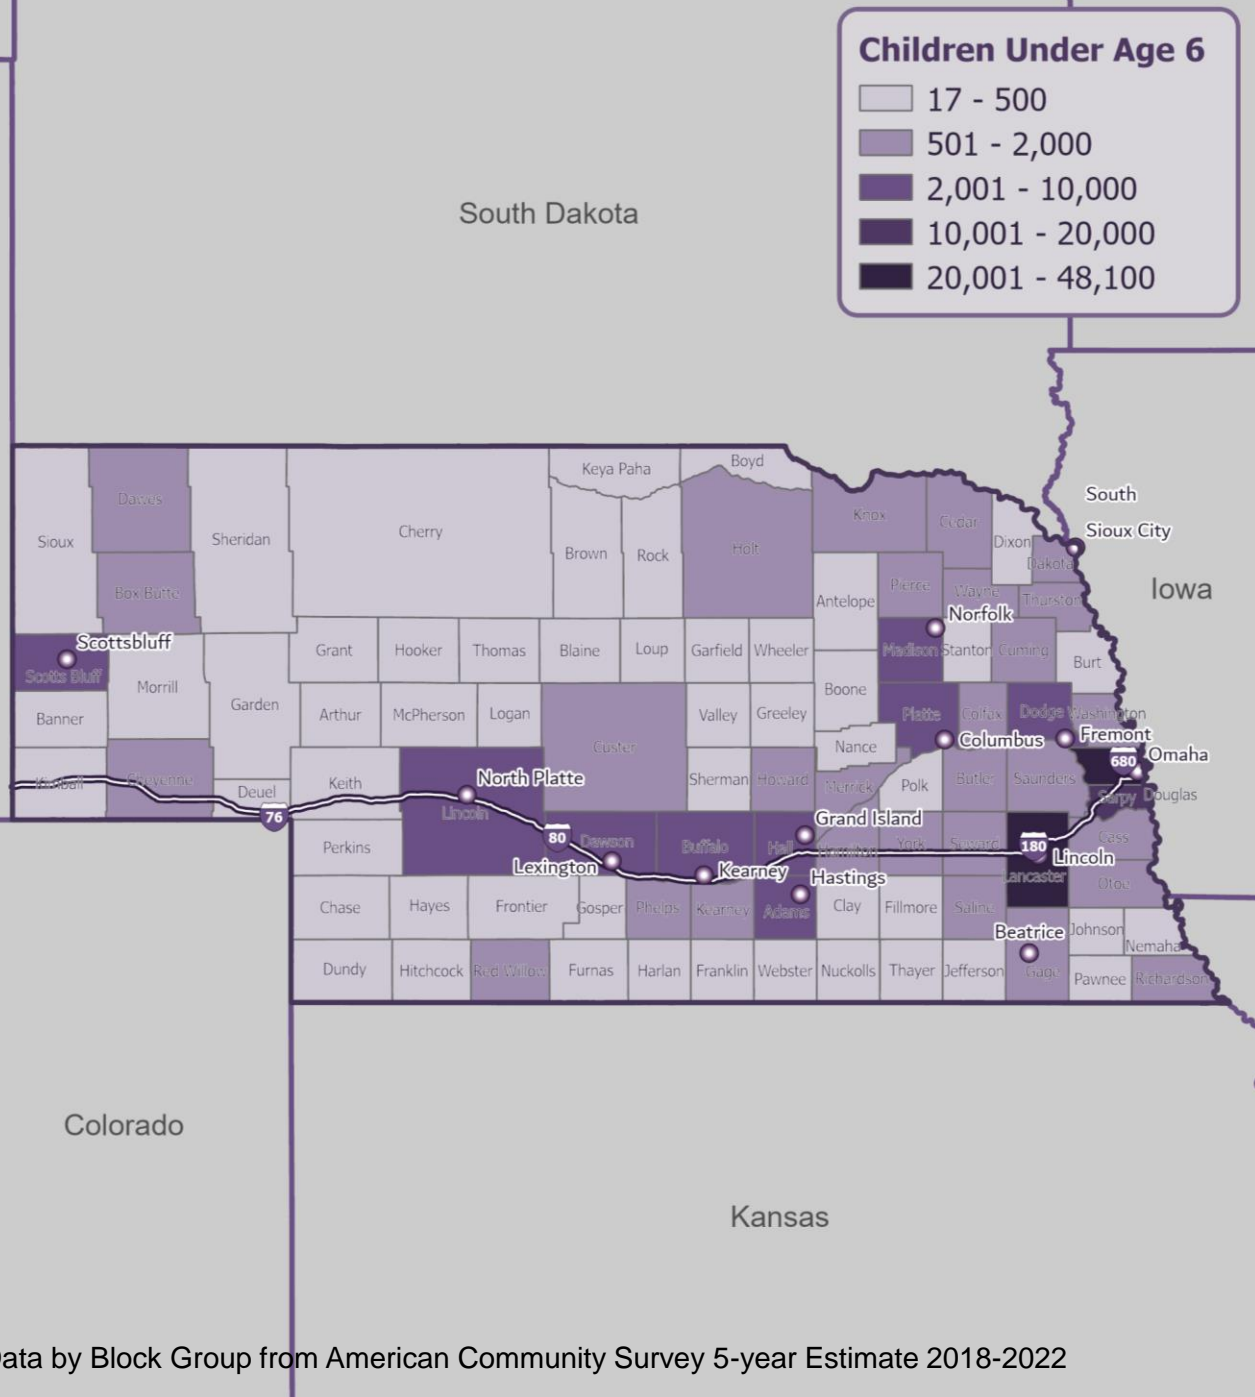 Children Under Age 6
17 - 500
501 - 2,000
2,001 - 10,000
10,001 - 20,000
20,001 - 48,100
South Dakota
Iowa
Colorado
Kansas
South
Sioux City
Sioux
Dawes
Sheridan
Cherry
Keya Paha
Boyd
Knox
Cedar
Dixon
Dakota
Box Butte
Brown
Rock
Holt
Antelope
Pierce
Wayne
Thurston
Norfolk
Scottsbluff
Scotts Bluff
Morrill
Garden
Grant
Hooker
Thomas
Blaine
Loup
Garfield
Wheeler
Boone
Madison
Stanton
Cuming
Burt
Banner
Arthur
McPherson
Logan
Custer
Valley
Greeley
Nance
Platte
Colfax
Dodge
Washington
Columbus
Fremont
Kimball
Cheyenne
Deuel
Keith
North Platte
Lincoln
Sherman
Howard
Merrick
Polk
Butler
Saunders
680
Omaha
Sarpy
Douglas
76
Perkins
80
Dawson
Lexington
Buffalo
Kearney
Hall
Grand Island
Hamilton
York
Seward
180
Lincoln
Lancaster
Cass
Otoe
Chase
Hayes
Frontier
Gosper
Phelps
Kearney
Adams
Hastings
Clay
Fillmore
Saline
Beatrice
Gage
Johnson
Nemaha
Dundy
Hitchcock
Red Willow
Furnas
Harlan
Franklin
Webster
Nuckolls
Thayer
Jefferson
Pawnee
Richardson
ata by Block Group from American Community Survey 5-year Estimate 2018-2022